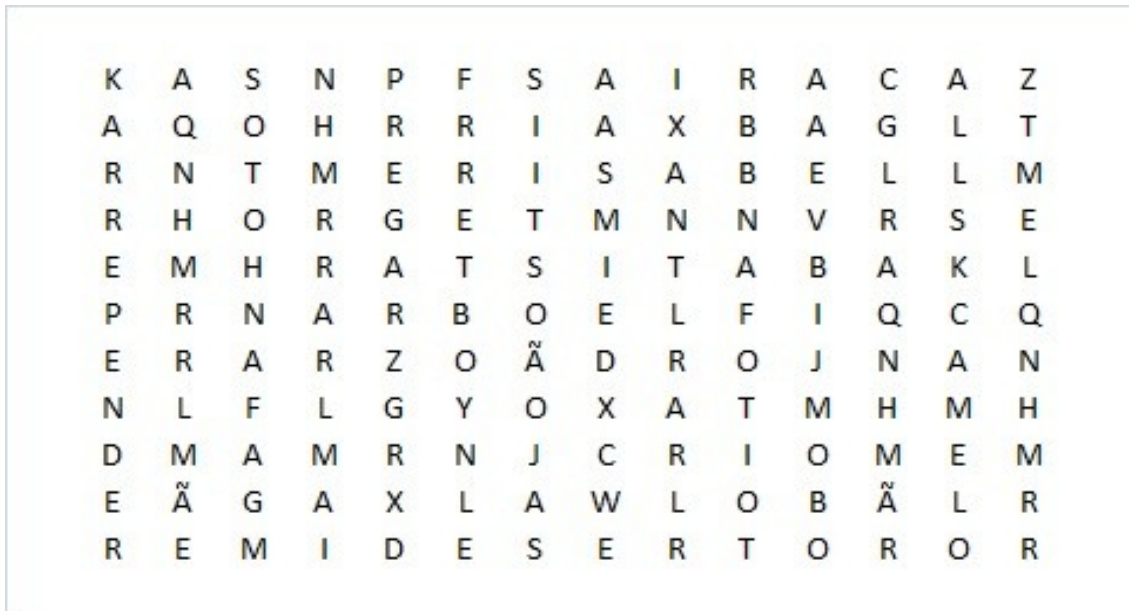 K A S N P F S A I R A C A Z
A Q O H R R I A X B A G L T
R N T M E R I S A B E L L M
R H O R G E T M N N V R S E
E M H R A T S I T A B A K L
P R N A R B O E L F I Q C Q
E R A R Z O Ã D R O J N A N
N L F L G Y O X A T M H M H
D M A M R N J C R I O M E M
E Ã G A X L A W L O B Ã L R
R E M I D E S E R T O R O R